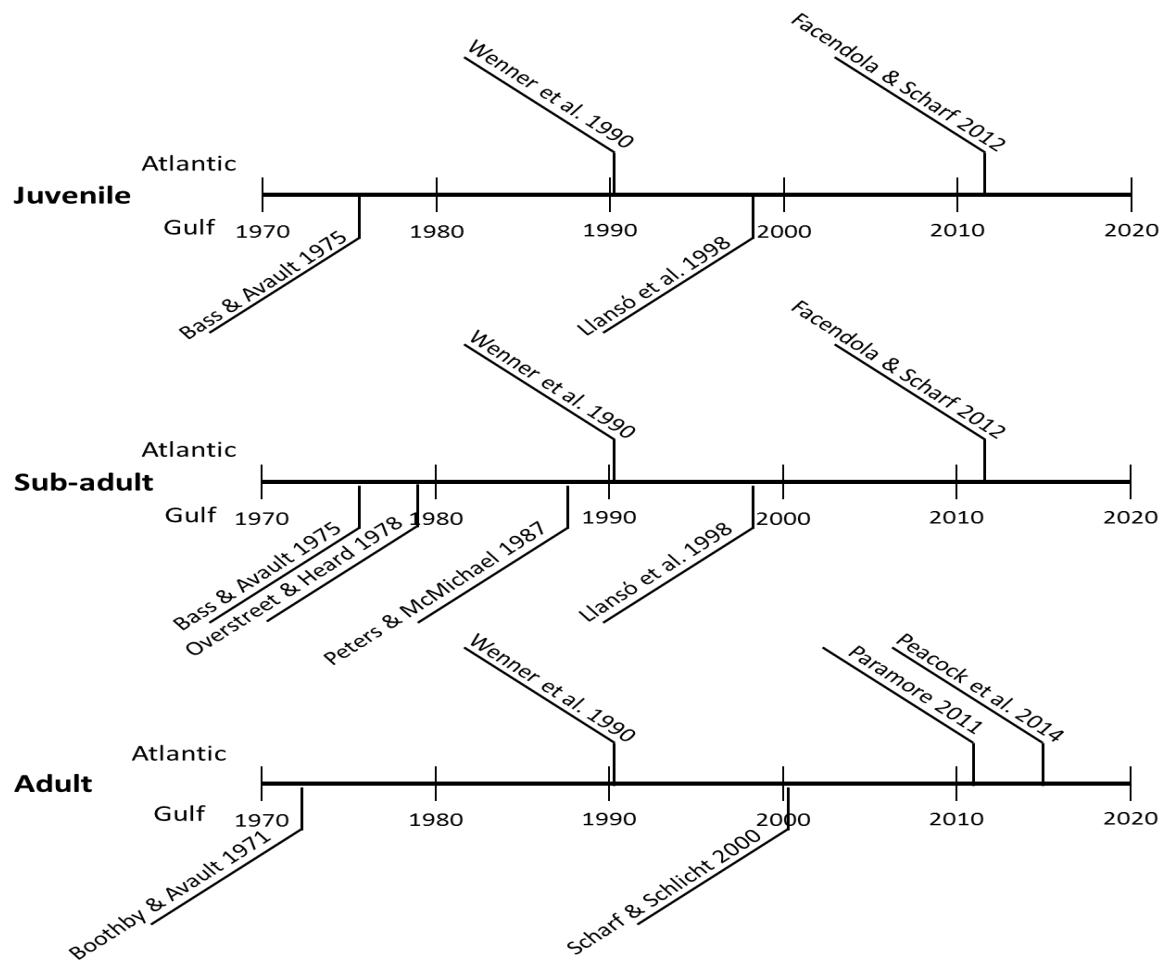 Wenner et al. 1990
Facendola & Scharf 2012
Atlantic
Juvenile
Gulf
1970 1980 1990 2000 2010 2020
Bass & Avault 1975
Llansó et al. 1998
Wenner et al. 1990
Facendola & Scharf 2012
Atlantic
Sub-adult
Gulf
1970 1980 1990 2000 2010 2020
Bass & Avault 1975
Overstreet & Heard 1978
Peters & McMichael 1987
Llansó et al. 1998
Wenner et al. 1990
Paramore 2011
Peacock et al. 2014
Atlantic
Adult
Gulf
1970 1980 1990 2000 2010 2020
Boothby & Avault 1971
Scharf & Schlicht 2000